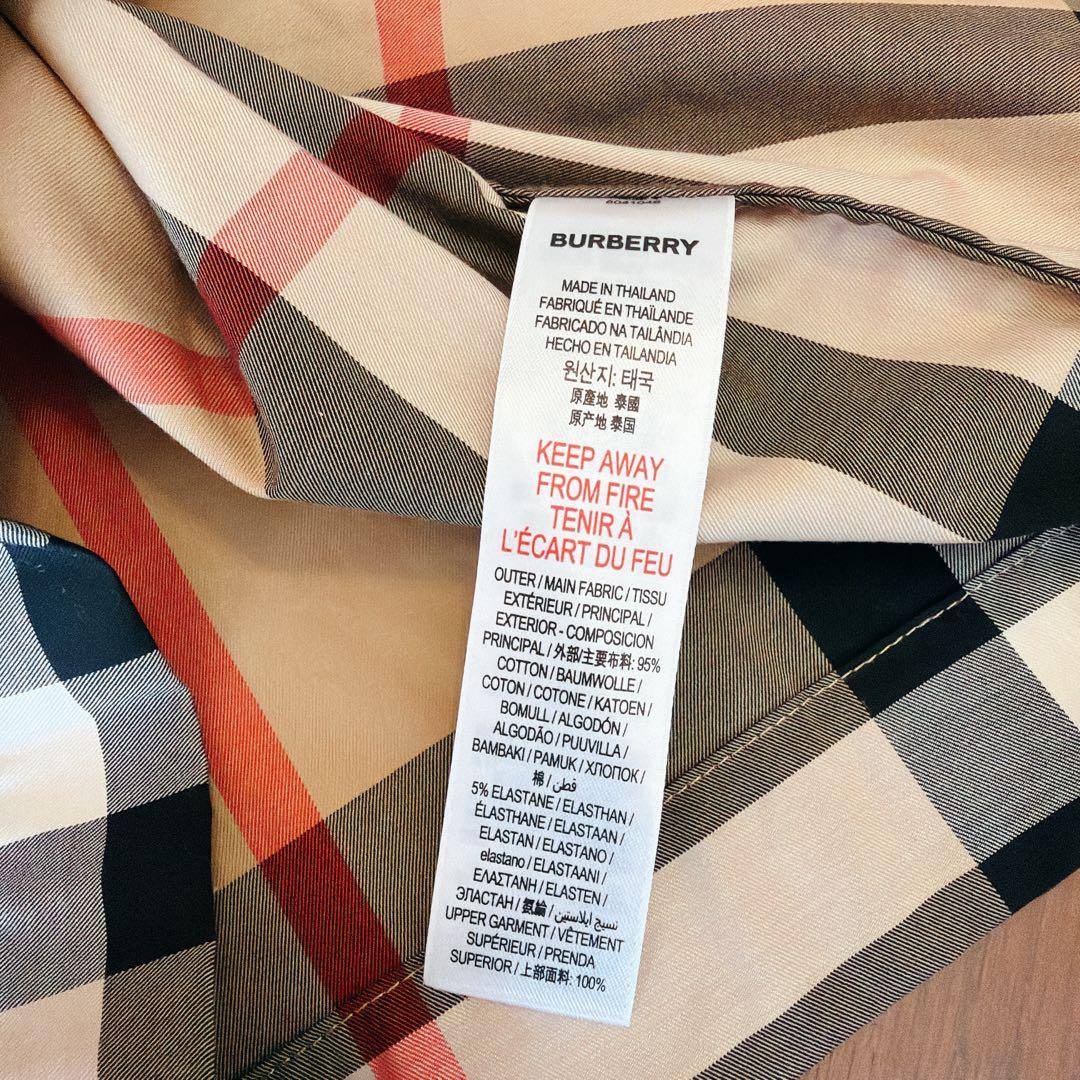 8041048
BURBERRY
MADE IN THAILAND
FABRIQUÉ EN THAÏLANDE
FABRICADO NA TAILÂNDIA
HECHO EN TAILANDIA
원산지: 태국
原產地 泰國
原产地 泰国
KEEP AWAY
FROM FIRE
TENIR À
L'ÉCART DU FEU
OUTER / MAIN FABRIC / TISSU
EXTÉRIEUR / PRINCIPAL /
EXTERIOR - COMPOSICION
PRINCIPAL / 外部/主要布料: 95%
COTTON / BAUMWOLLE /
COTON / COTONE / KATOEN /
BOMULL / ALGODÓN /
ALGODÃO / PUUVILLA /
BAMBAKI / PAMUK / ХЛОПОК /
棉 / قطن
5% ELASTANE / ELASTHAN /
ÉLASTHANE / ELASTAAN /
ELASTAN / ELASTANO /
elastano / ELASTAANI /
ΕΛΑΣΤΑΝΗ / ELASTEN /
ЭЛАСТАН / 氨綸 / نسيج ايلاستين
UPPER GARMENT / VÊTEMENT
SUPÉRIEUR / PRENDA
SUPERIOR / 上部面料: 100%